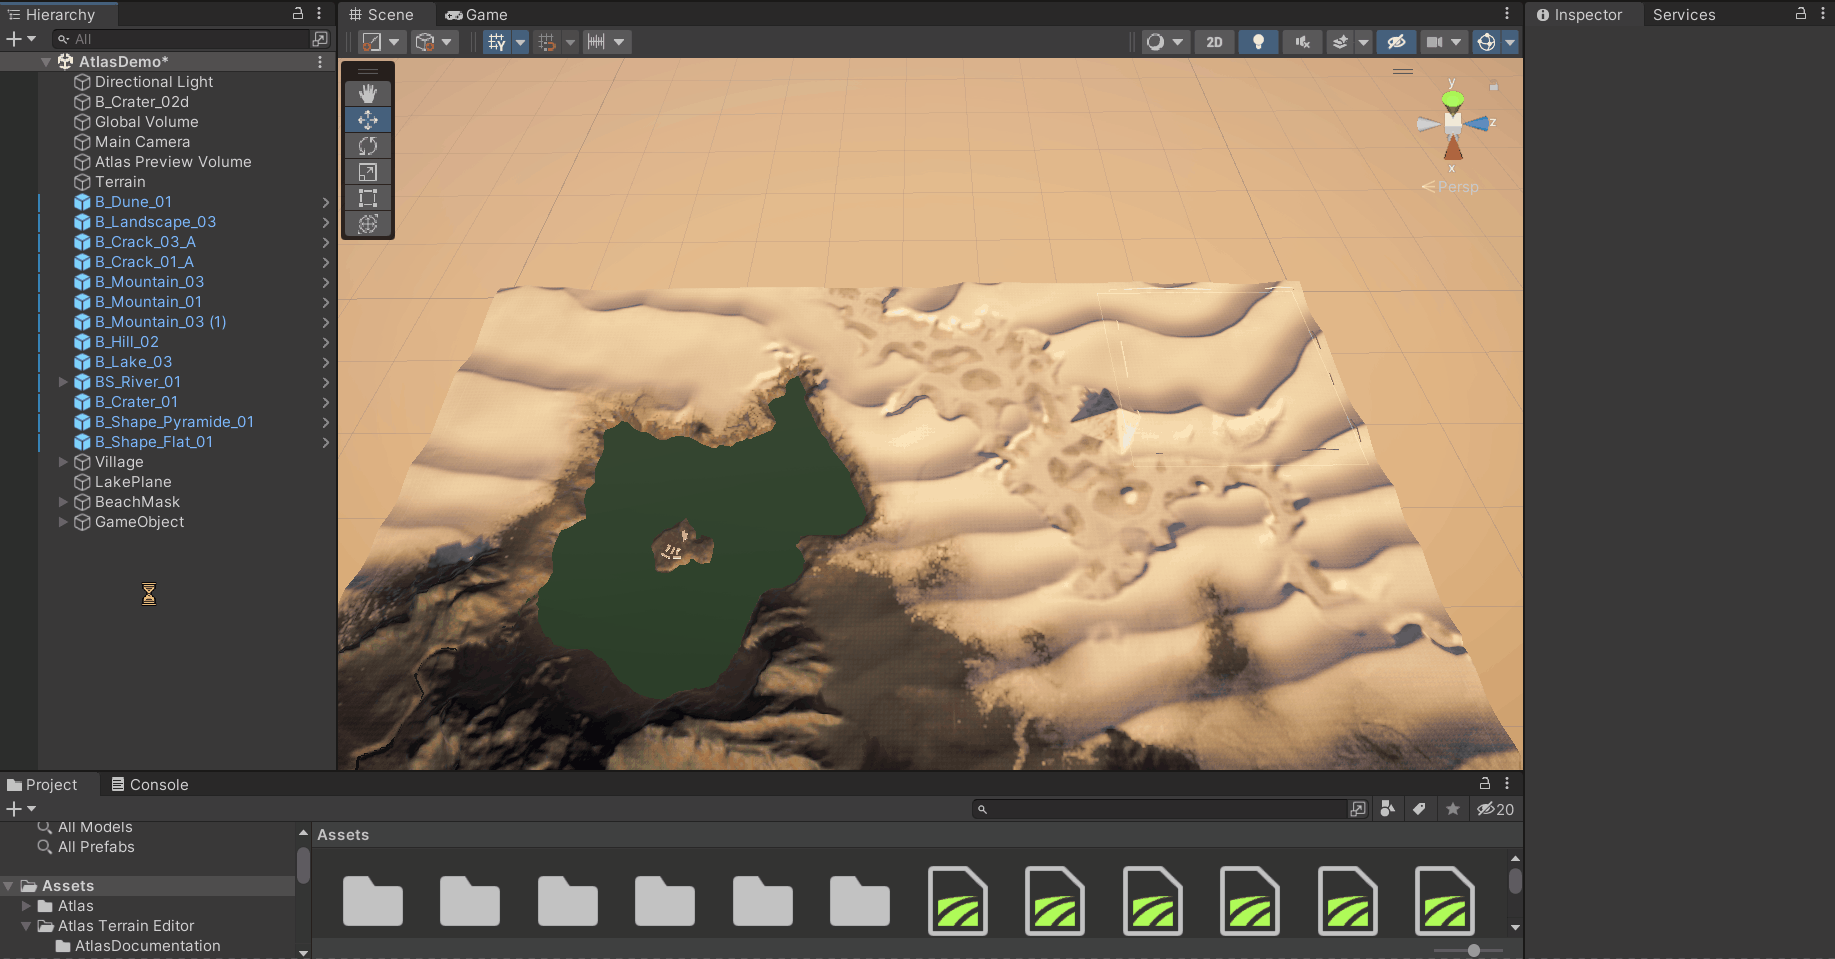 Hierarchy
Scene
Game
Inspector
Services
All
2D
AtlasDemo*
Directional Light
B_Crater_02d
Global Volume
Main Camera
Atlas Preview Volume
Terrain
B_Dune_01
B_Landscape_03
B_Crack_03_A
B_Crack_01_A
B_Mountain_03
B_Mountain_01
B_Mountain_03 (1)
B_Hill_02
B_Lake_03
BS_River_01
B_Crater_01
B_Shape_Pyramide_01
B_Shape_Flat_01
Village
LakePlane
BeachMask
GameObject
y
z
x
Persp
Project
Console
20
All Models
All Prefabs
Assets
Atlas
Atlas Terrain Editor
AtlasDocumentation
Assets